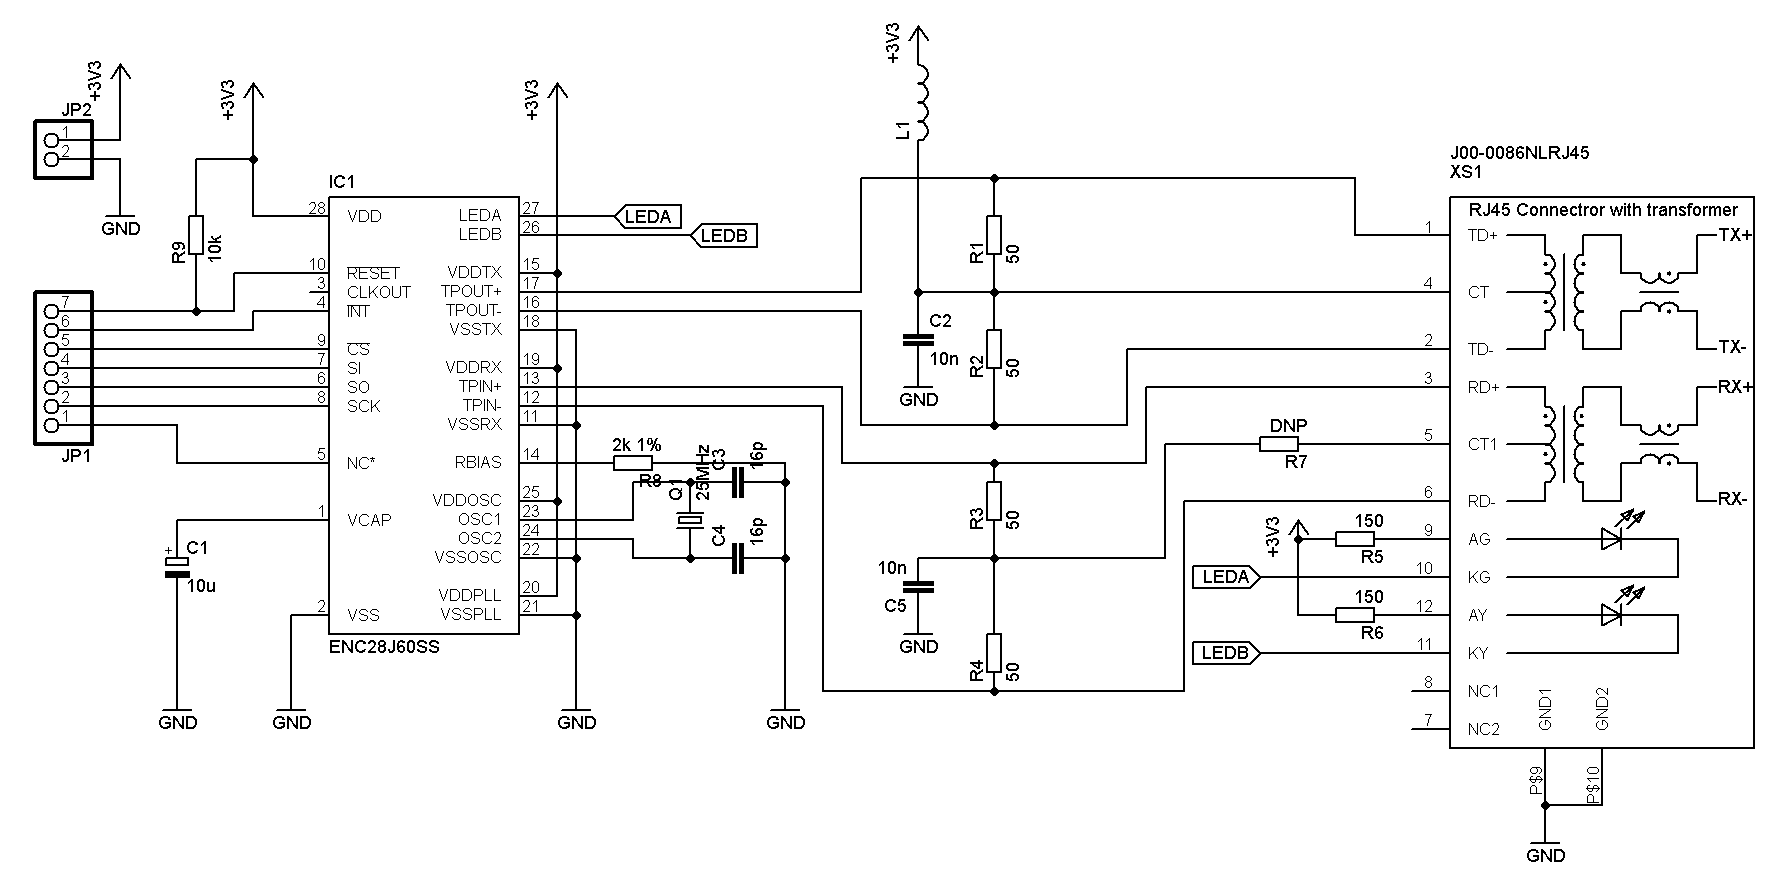 +3V3
JP2
1
2
GND
+3V3
R9
10k
JP1
7
6
5
4
3
2
1
IC1
ENC28J60SS
28 VDD
10 RESET
3 CLKOUT
4 INT
9 CS
7 SI
6 SO
8 SCK
5 NC*
1 VCAP
2 VSS
LEDA 27
LEDB 26
VDDTX 15
TPOUT+ 17
TPOUT- 16
VSSTX 18
VDDRX 19
TPIN+ 13
TPIN- 12
VSSRX 11
RBIAS 14
VDDOSC 25
OSC1 23
OSC2 24
VSSOSC 22
VDDPLL 20
VSSPLL 21
+ C1
10u
GND
GND
+3V3
LEDA
LEDB
2k 1%
R8
Q1
25MHz
C3
16p
C4
16p
GND
GND
+3V3
L1
C2
10n
GND
R1
50
R2
50
R3
50
R4
50
10n
C5
GND
DNP
R7
+3V3
150
R5
150
R6
LEDA
LEDB
J00-0086NLRJ45
XS1
RJ45 Connectror with transformer
1 TD+
4 CT
2 TD-
3 RD+
5 CT1
6 RD-
9 AG
10 KG
12 AY
11 KY
8 NC1
7 NC2
TX+
TX-
RX+
RX-
GND1
GND2
P$9
P$10
GND